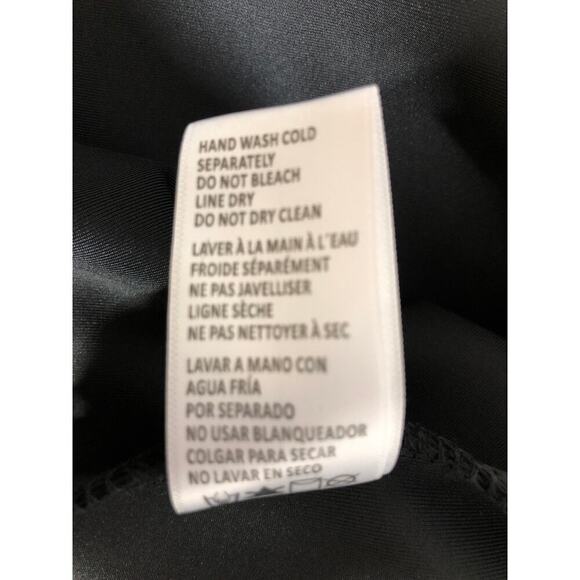 HAND WASH COLD
SEPARATELY
DO NOT BLEACH
LINE DRY
DO NOT DRY CLEAN
LAVER À LA MAIN À L'EAU
FROIDE SÉPARÉMENT
NE PAS JAVELLISER
LIGNE SÈCHE
NE PAS NETTOYER À SEC
LAVAR A MANO CON
AGUA FRÍA
POR SEPARADO
NO USAR BLANQUEADOR
COLGAR PARA SECAR
NO LAVAR EN SECO